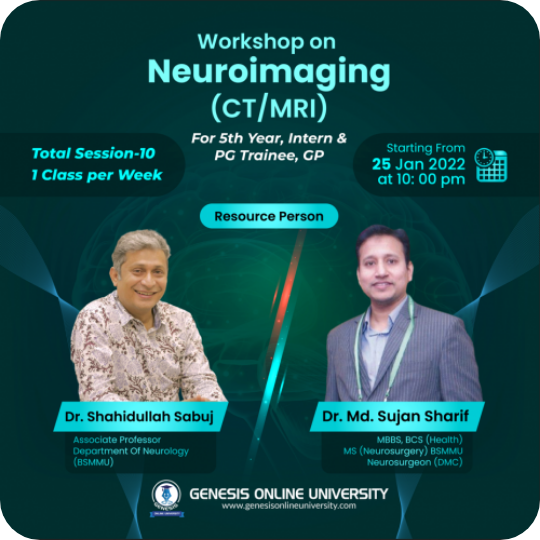 Workshop on
Neuroimaging
(CT/MRI)
For 5th Year, Intern &
PG Trainee, GP
Total Session-10
1 Class per Week
Starting From
25 Jan 2022
at 10: 00 pm
Resource Person
Dr. Shahidullah Sabuj
Associate Professor
Department Of Neurology
(BSMMU)
Dr. Md. Sujan Sharif
MBBS, BCS (Health)
MS (Neurosurgery) BSMMU
Neurosurgeon (DMC)
GENESIS
ONLINE UNIVERSITY
GENESIS ONLINE UNIVERSITY
www.genesisonlineuniversity.com